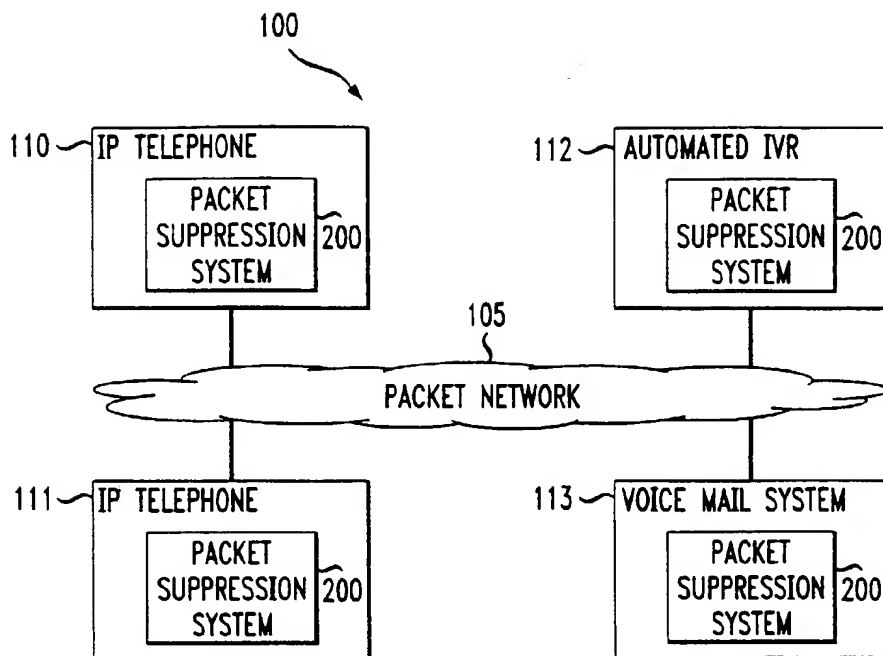 100
110 IP TELEPHONE
PACKET
SUPPRESSION
SYSTEM
200
112 AUTOMATED IVR
PACKET
SUPPRESSION
SYSTEM
200
105
PACKET NETWORK
111 IP TELEPHONE
PACKET
SUPPRESSION
SYSTEM
200
113 VOICE MAIL SYSTEM
PACKET
SUPPRESSION
SYSTEM
200